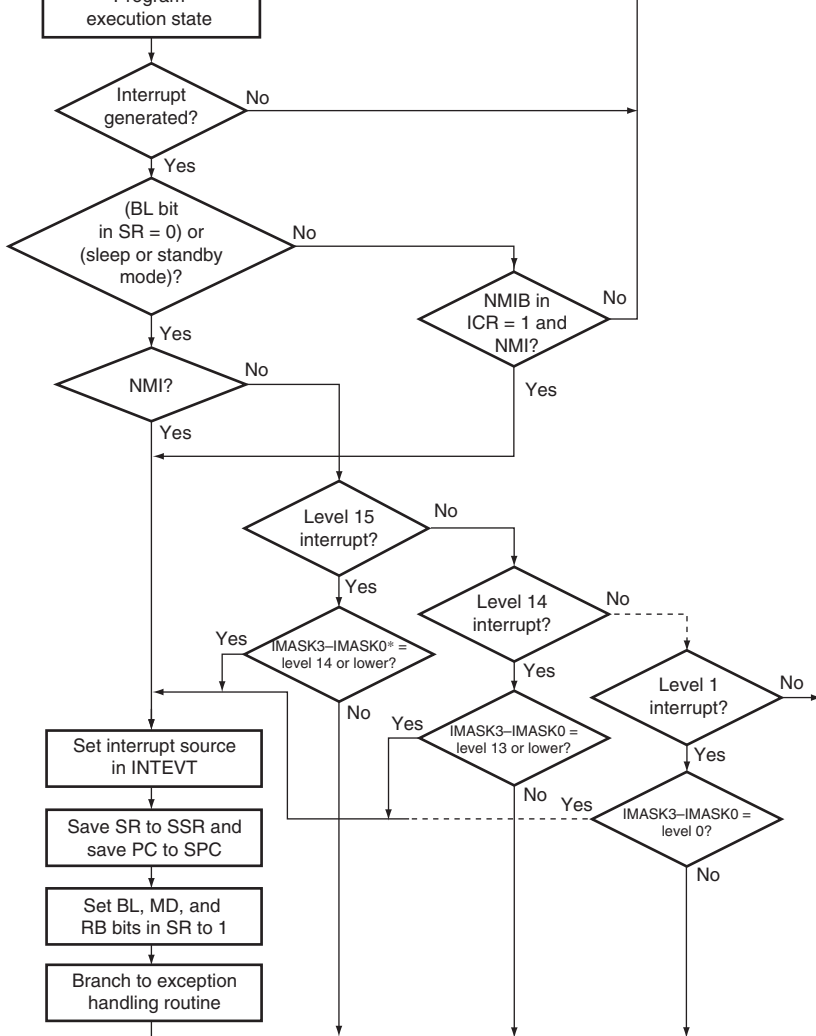 execution state
Interrupt
generated?
No
Yes
(BL bit
in SR = 0) or
(sleep or standby
mode)?
No
NMIB in
ICR = 1 and
NMI?
No
Yes
Yes
NMI?
No
Yes
Level 15
interrupt?
No
Yes
Level 14
interrupt?
No
Yes
IMASK3–IMASK0* =
level 14 or lower?
Yes
No
Level 1
interrupt?
No
Yes
IMASK3–IMASK0 =
level 13 or lower?
Yes
No
IMASK3–IMASK0 =
level 0?
Yes
No
Set interrupt source
in INTEVT
Save SR to SSR and
save PC to SPC
Set BL, MD, and
RB bits in SR to 1
Branch to exception
handling routine